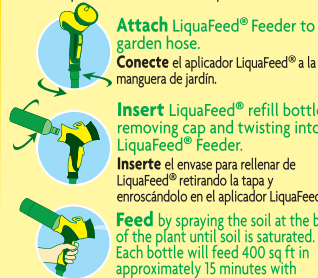 Attach LiquaFeed® Feeder to
garden hose.
Conecte el aplicador LiquaFeed® a la
manguera de jardín.
Insert LiquaFeed® refill bottle
removing cap and twisting into
LiquaFeed® Feeder.
Inserte el envase para rellenar de
LiquaFeed® retirando la tapa y
enroscándolo en el aplicador LiquaFeed
Feed by spraying the soil at the b
of the plant until soil is saturated.
Each bottle will feed 400 sq ft in
approximately 15 minutes with